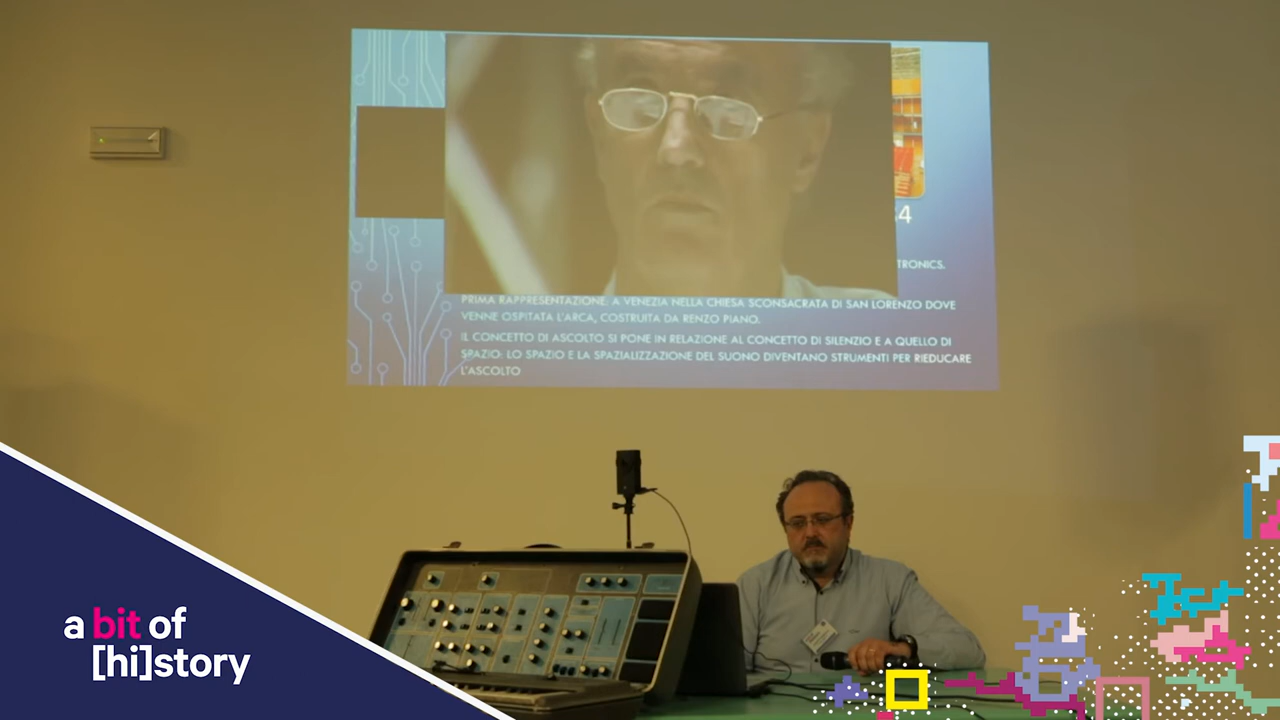 4
TRONICS.
PRIMA RAPPRESENTAZIONE: A VENEZIA NELLA CHIESA SCONSACRATA DI SAN LORENZO DOVE
VENNE OSPITATA L'ARCA, COSTRUITA DA RENZO PIANO.
IL CONCETTO DI ASCOLTO SI PONE IN RELAZIONE AL CONCETTO DI SILENZIO E A QUELLO DI
SPAZIO: LO SPAZIO E LA SPAZIALIZZAZIONE DEL SUONO DIVENTANO STRUMENTI PER RIEDUCARE
L'ASCOLTO
a bit of
[hi]story